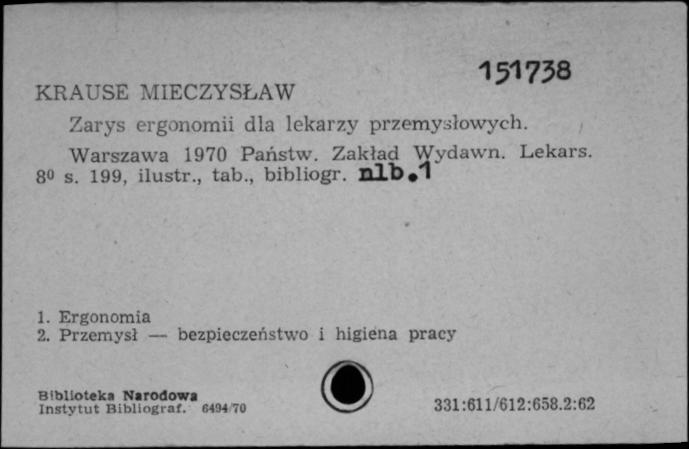 151738
KRAUSE MIECZYSŁAW
Zarys ergonomii dla lekarzy przemysłowych.
Warszawa 1970 Państw. Zakład Wydawn. Lekars.
8⁰ s. 199, ilustr., tab., bibliogr. nlb.1
1. Ergonomia
2. Przemysł — bezpieczeństwo i higiena pracy
Biblioteka Narodowa
Instytut Bibliograf. 6494/70
331:611/612:658.2:62